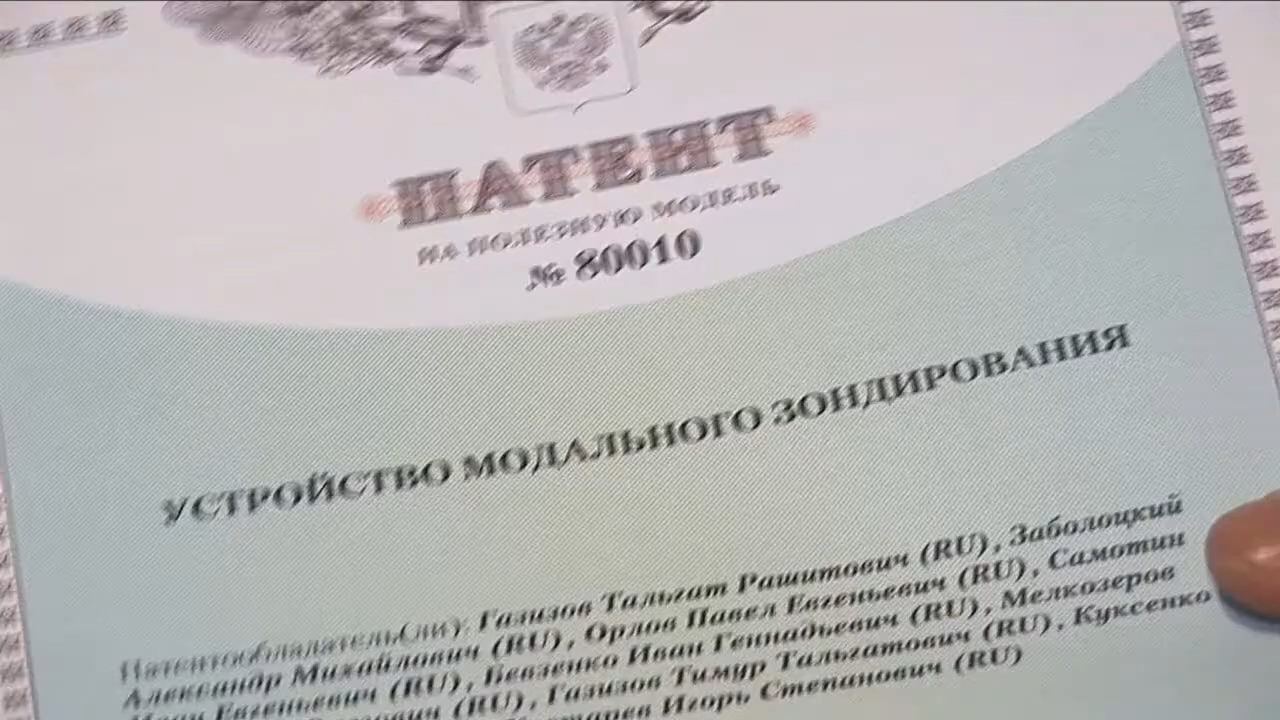 ПАТЕНТ
НА ПОЛЕЗНУЮ МОДЕЛЬ
№ 80010
УСТРОЙСТВО МОДАЛЬНОГО ЗОНДИРОВАНИЯ
Патентообладатель(ли): Газизов Тальгат Рашитович (RU), Заболоцкий
Александр Михайлович (RU), Орлов Павел Евгеньевич (RU), Самотин
Иван Евгеньевич (RU), Бевзенко Иван Геннадьевич (RU), Мелкозеров
(RU), Газизов Тимур Тальгатович (RU), Куксенко
Игорь Степанович (RU)